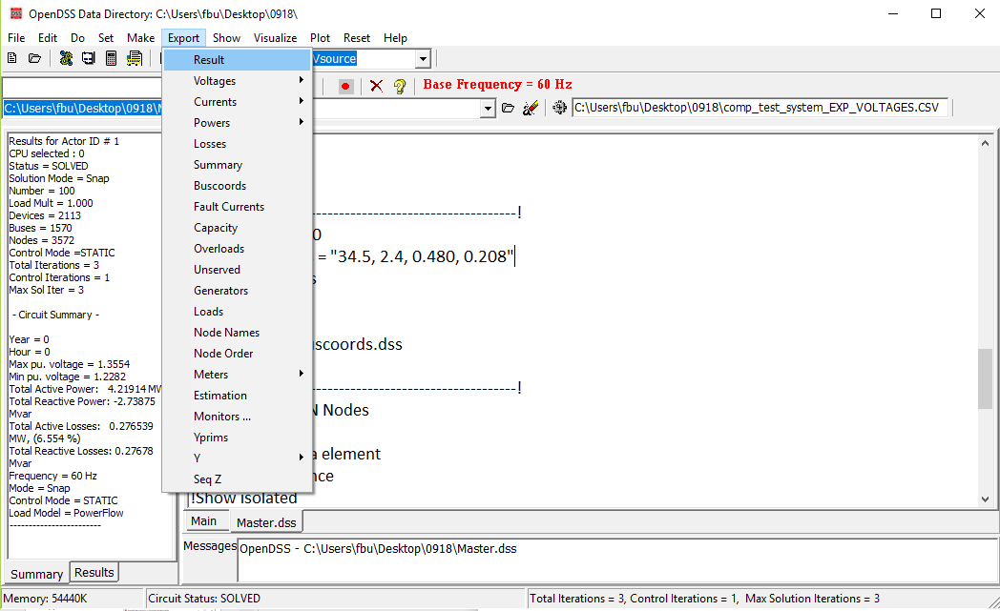 OpenDSS Data Directory: C:\Users\fbu\Desktop\0918\
File Edit Do Set Make Export Show Visualize Plot Reset Help
Vsource
Base Frequency = 60 Hz
C:\Users\fbu\Desktop\0918\
C:\Users\fbu\Desktop\0918\comp_test_system_EXP_VOLTAGES.CSV
Result
Voltages
Currents
Powers
Losses
Summary
Buscoords
Fault Currents
Capacity
Overloads
Unserved
Generators
Loads
Node Names
Node Order
Meters
Estimation
Monitors ...
Yprims
Y
Seq Z
Results for Actor ID # 1
CPU selected : 0
Status = SOLVED
Solution Mode = Snap
Number = 100
Load Mult = 1.000
Devices = 2113
Buses = 1570
Nodes = 3572
Control Mode =STATIC
Total Iterations = 3
Control Iterations = 1
Max Sol Iter = 3
- Circuit Summary -
Year = 0
Hour = 0
Max pu. voltage = 1.3554
Min pu. voltage = 1.2282
Total Active Power: 4.21914 MW
Total Reactive Power: -2.73875
Mvar
Total Active Losses: 0.276539
MW, (6.554 %)
Total Reactive Losses: 0.27678
Mvar
Frequency = 60 Hz
Mode = Snap
Control Mode = STATIC
Load Model = PowerFlow
-------------------------
Summary Results
---------------------------------------!
0
= "34.5, 2.4, 0.480, 0.208"
s
uscoords.dss
---------------------------------------!
N Nodes
a element
nce
!Show Isolated
Main Master.dss
Messages
OpenDSS - C:\Users\fbu\Desktop\0918\Master.dss
Memory: 54440K
Circuit Status: SOLVED
Total Iterations = 3, Control Iterations = 1, Max Solution Iterations = 3